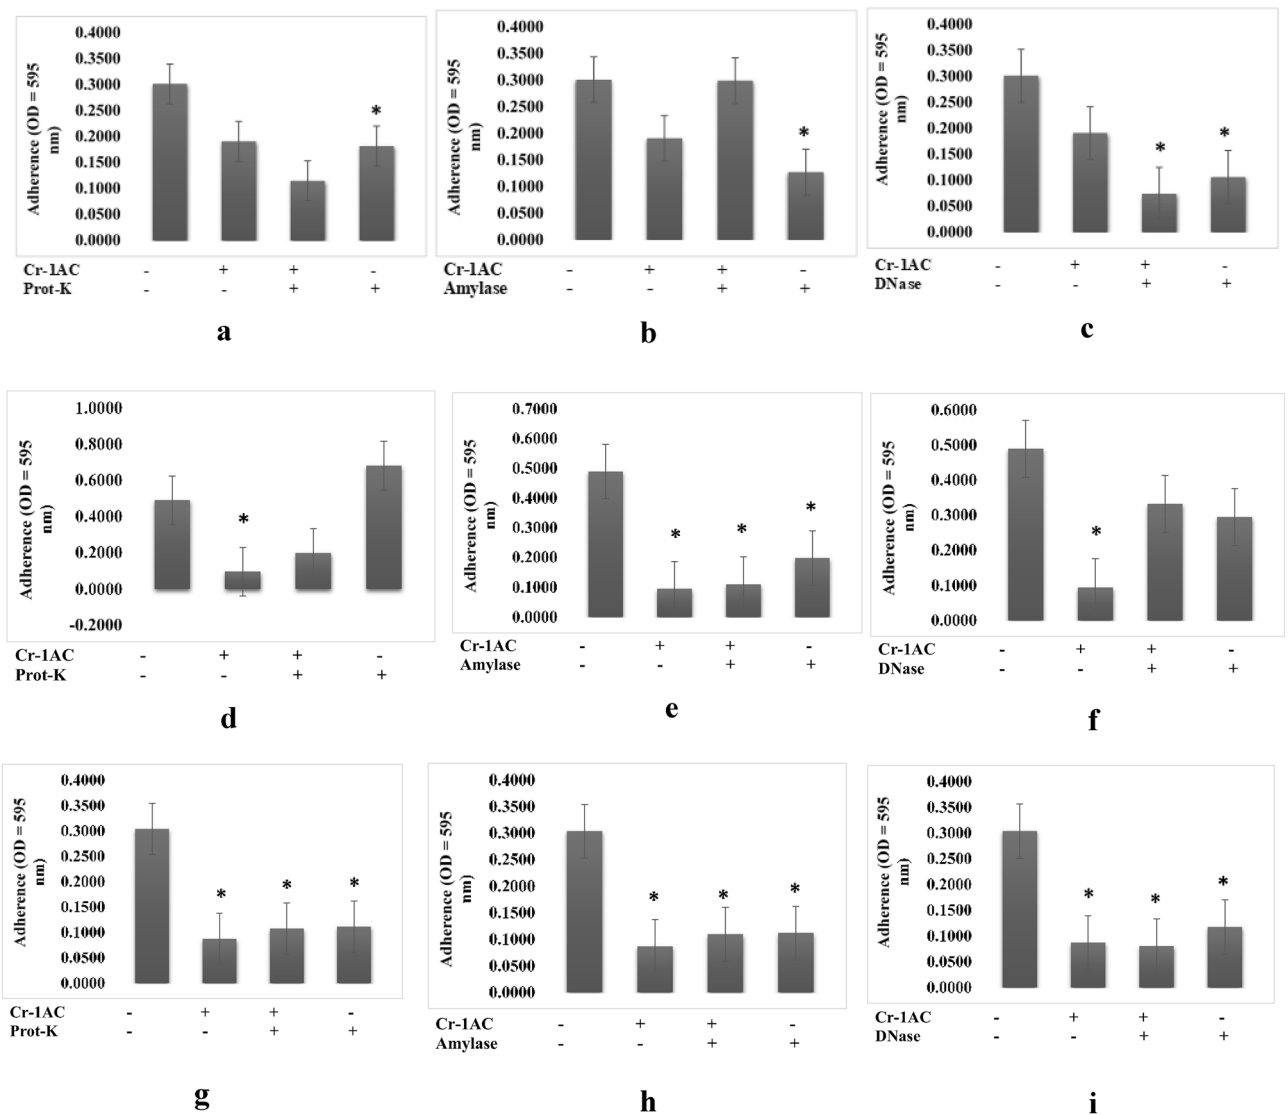 Adherence (OD = 595
nm)
0.4000
0.3500
0.3000
0.2500
0.2000
0.1500
0.1000
0.0500
0.0000
*
Cr-1AC - + + -
Prot-K - - + +
a
Adherence (OD = 595
nm)
0.4000
0.3500
0.3000
0.2500
0.2000
0.1500
0.1000
0.0500
0.0000
*
Cr-1AC - + + -
Amylase - - + +
b
Adherence (OD = 595
nm)
0.4000
0.3500
0.3000
0.2500
0.2000
0.1500
0.1000
0.0500
0.0000
* *
Cr-1AC - + + -
DNase - - + +
c
Adherence (OD = 595
nm)
1.0000
0.8000
0.6000
0.4000
0.2000
0.0000
-0.2000
*
Cr-1AC - + + -
Prot-K - - + +
d
Adherence (OD = 595
nm)
0.7000
0.6000
0.5000
0.4000
0.3000
0.2000
0.1000
0.0000
* * *
Cr-1AC - + + -
Amylase - - + +
e
Adherence (OD = 595
nm)
0.6000
0.5000
0.4000
0.3000
0.2000
0.1000
0.0000
*
Cr-1AC - + + -
DNase - - + +
f
Adherence (OD = 595
nm)
0.4000
0.3500
0.3000
0.2500
0.2000
0.1500
0.1000
0.0500
0.0000
* * *
Cr-1AC - + + -
Prot-K - - + +
g
Adherence (OD = 595
nm)
0.4000
0.3500
0.3000
0.2500
0.2000
0.1500
0.1000
0.0500
0.0000
* * *
Cr-1AC - + + -
Amylase - - + +
h
Adherence (OD = 595
nm)
0.4000
0.3500
0.3000
0.2500
0.2000
0.1500
0.1000
0.0500
0.0000
* * *
Cr-1AC - + + -
DNase - - + +
i